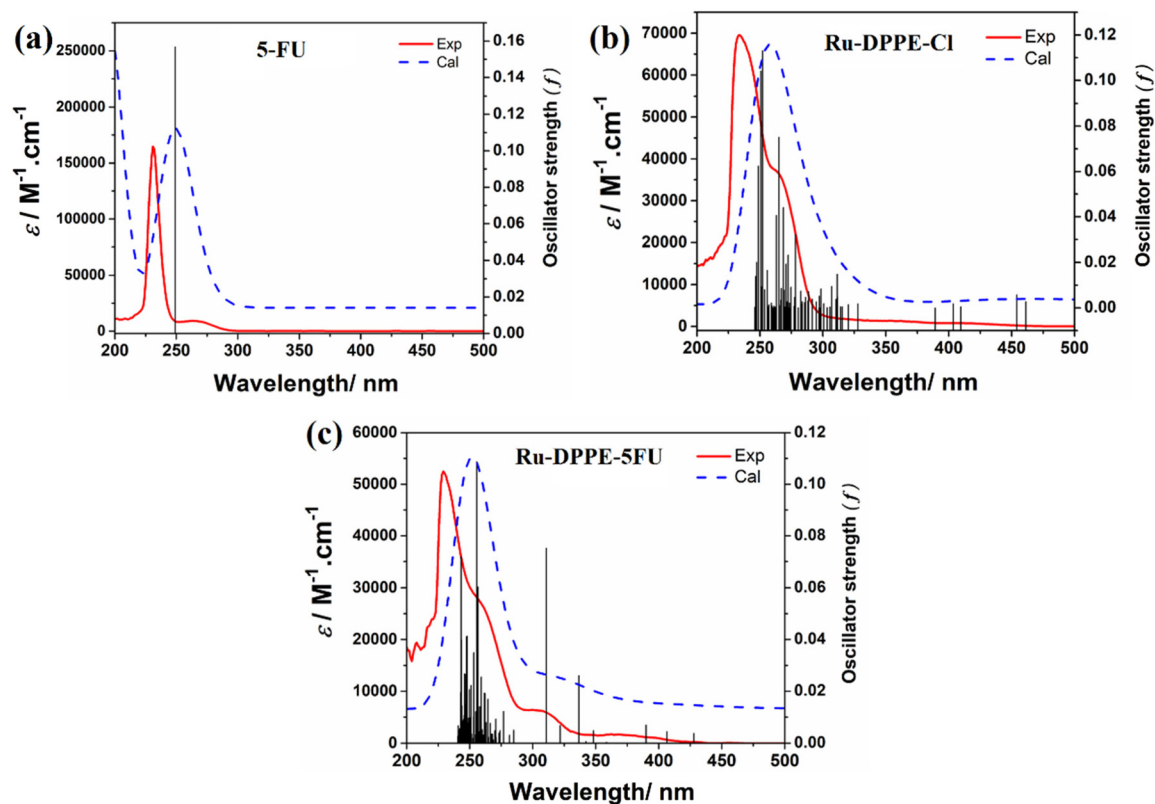 (a)
5-FU
Exp
Cal
250000
200000
150000
100000
50000
0
ε / M⁻¹.cm⁻¹
0.16
0.14
0.12
0.10
0.08
0.06
0.04
0.02
0.00
Oscillator strength (f)
200 250 300 350 400 450 500
Wavelength/ nm
(b)
Ru-DPPE-Cl
Exp
Cal
70000
60000
50000
40000
30000
20000
10000
0
ε / M⁻¹.cm⁻¹
0.12
0.10
0.08
0.06
0.04
0.02
0.00
Oscillator strength (f)
200 250 300 350 400 450 500
Wavelength/ nm
(c)
Ru-DPPE-5FU
Exp
Cal
60000
50000
40000
30000
20000
10000
0
ε / M⁻¹.cm⁻¹
0.12
0.10
0.08
0.06
0.04
0.02
0.00
Oscillator strength (f)
200 250 300 350 400 450 500
Wavelength/ nm